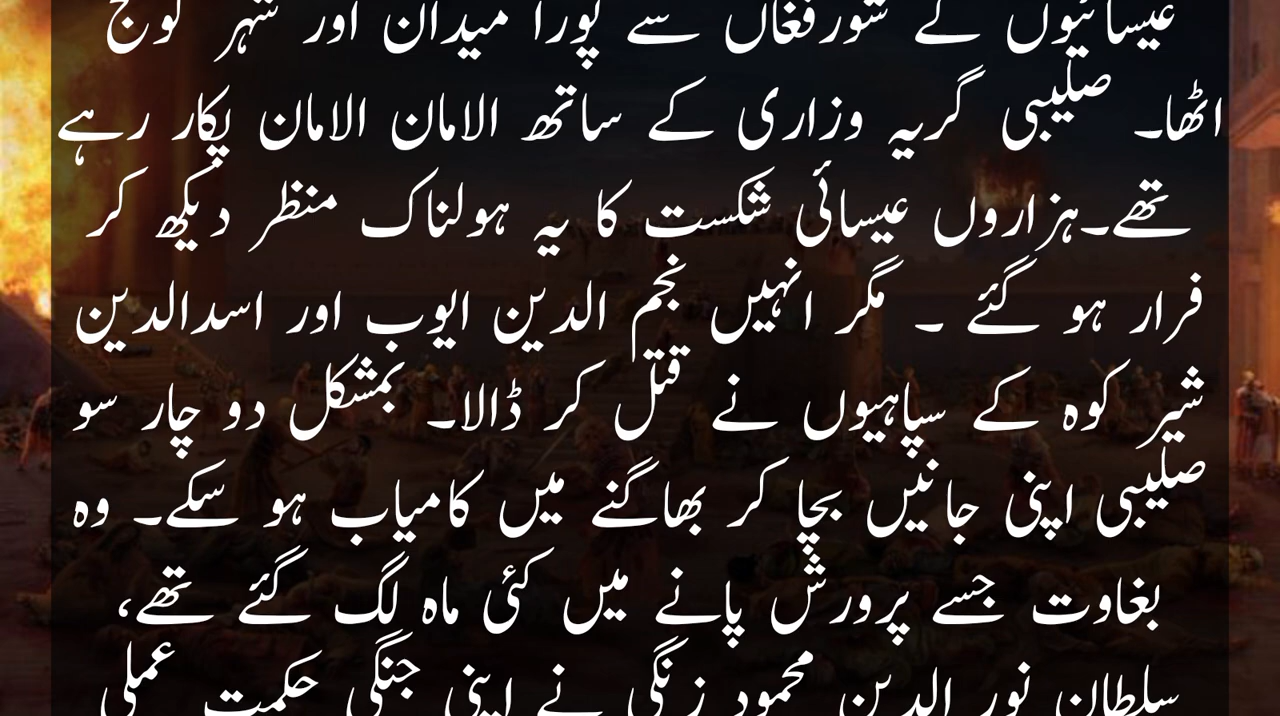 عیسائیوں کے شورفغاں سے پورا میدان اور شہر گونج
اٹھا۔ صلیبی گریہ وزاری کے ساتھ الامان الامان پکار رہے
تھے۔ہزاروں عیسائی شکست کا یہ ہولناک منظر دیکھ کر
فرار ہو گئے ۔ مگر انہیں نجم الدین ایوب اور اسدالدین
شیر کوہ کے سپاہیوں نے قتل کر ڈالا۔ بمشکل دو چار سو
صلیبی اپنی جانیں بچا کر بھاگنے میں کامیاب ہو سکے۔ وہ
بغاوت جسے پرورش پانے میں کئی ماہ لگ گئے تھے،
سلطان نور الدین محمود زنگی نے اپنی جنگی حکمت عملی